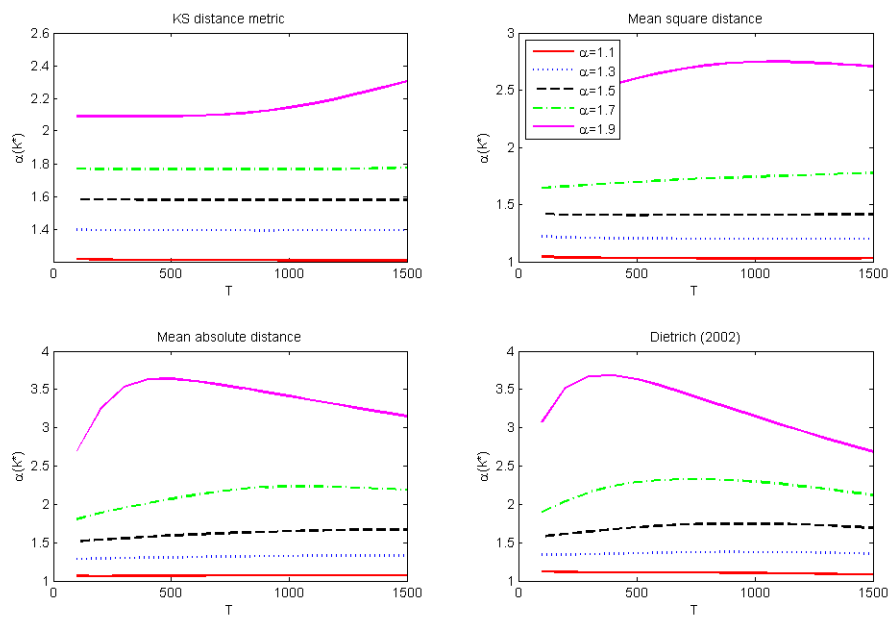 KS distance metric
2.6
2.4
2.2
2
1.8
1.6
1.4
α(k*)
0
500
1000
1500
T
Mean square distance
3
2.5
2
1.5
1
α(k*)
α=1.1
α=1.3
α=1.5
α=1.7
α=1.9
0
500
1000
1500
T
Mean absolute distance
4
3.5
3
2.5
2
1.5
1
α(k*)
0
500
1000
1500
T
Dietrich (2002)
4
3.5
3
2.5
2
1.5
1
α(k*)
0
500
1000
1500
T